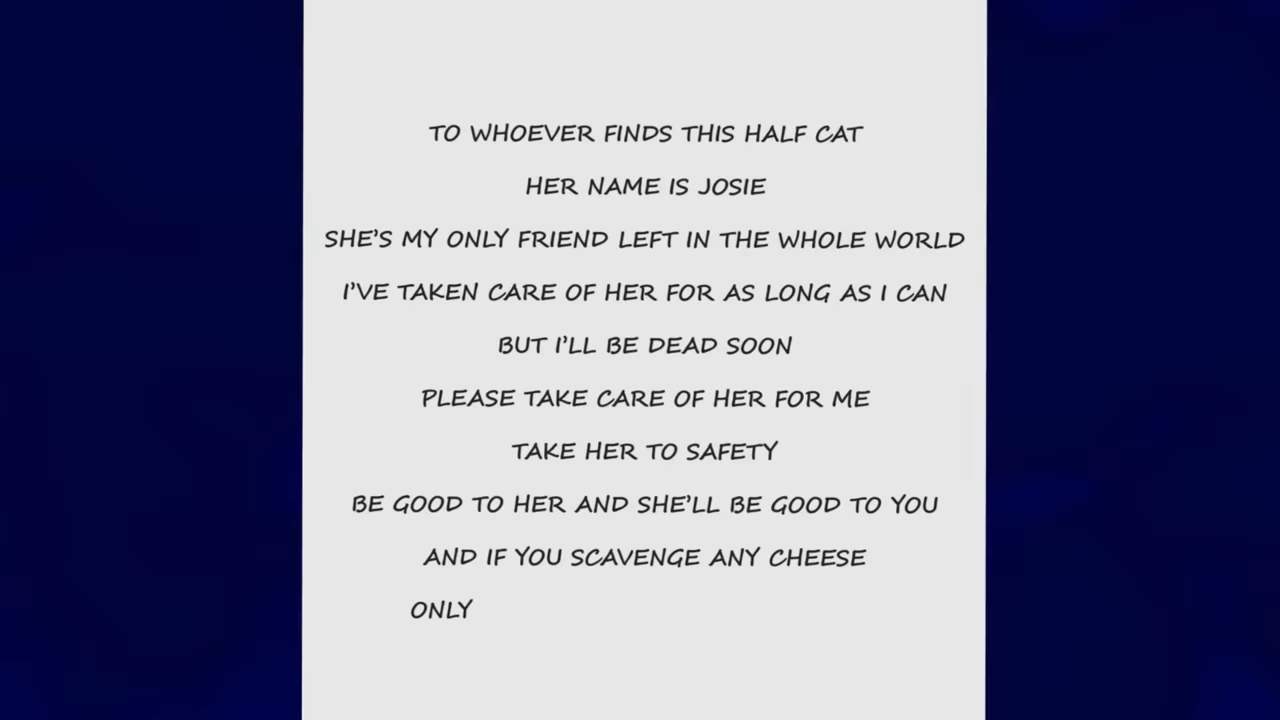 TO WHOEVER FINDS THIS HALF CAT
HER NAME IS JOSIE
SHE'S MY ONLY FRIEND LEFT IN THE WHOLE WORLD
I'VE TAKEN CARE OF HER FOR AS LONG AS I CAN
BUT I'LL BE DEAD SOON
PLEASE TAKE CARE OF HER FOR ME
TAKE HER TO SAFETY
BE GOOD TO HER AND SHE'LL BE GOOD TO YOU
AND IF YOU SCAVENGE ANY CHEESE
ONLY